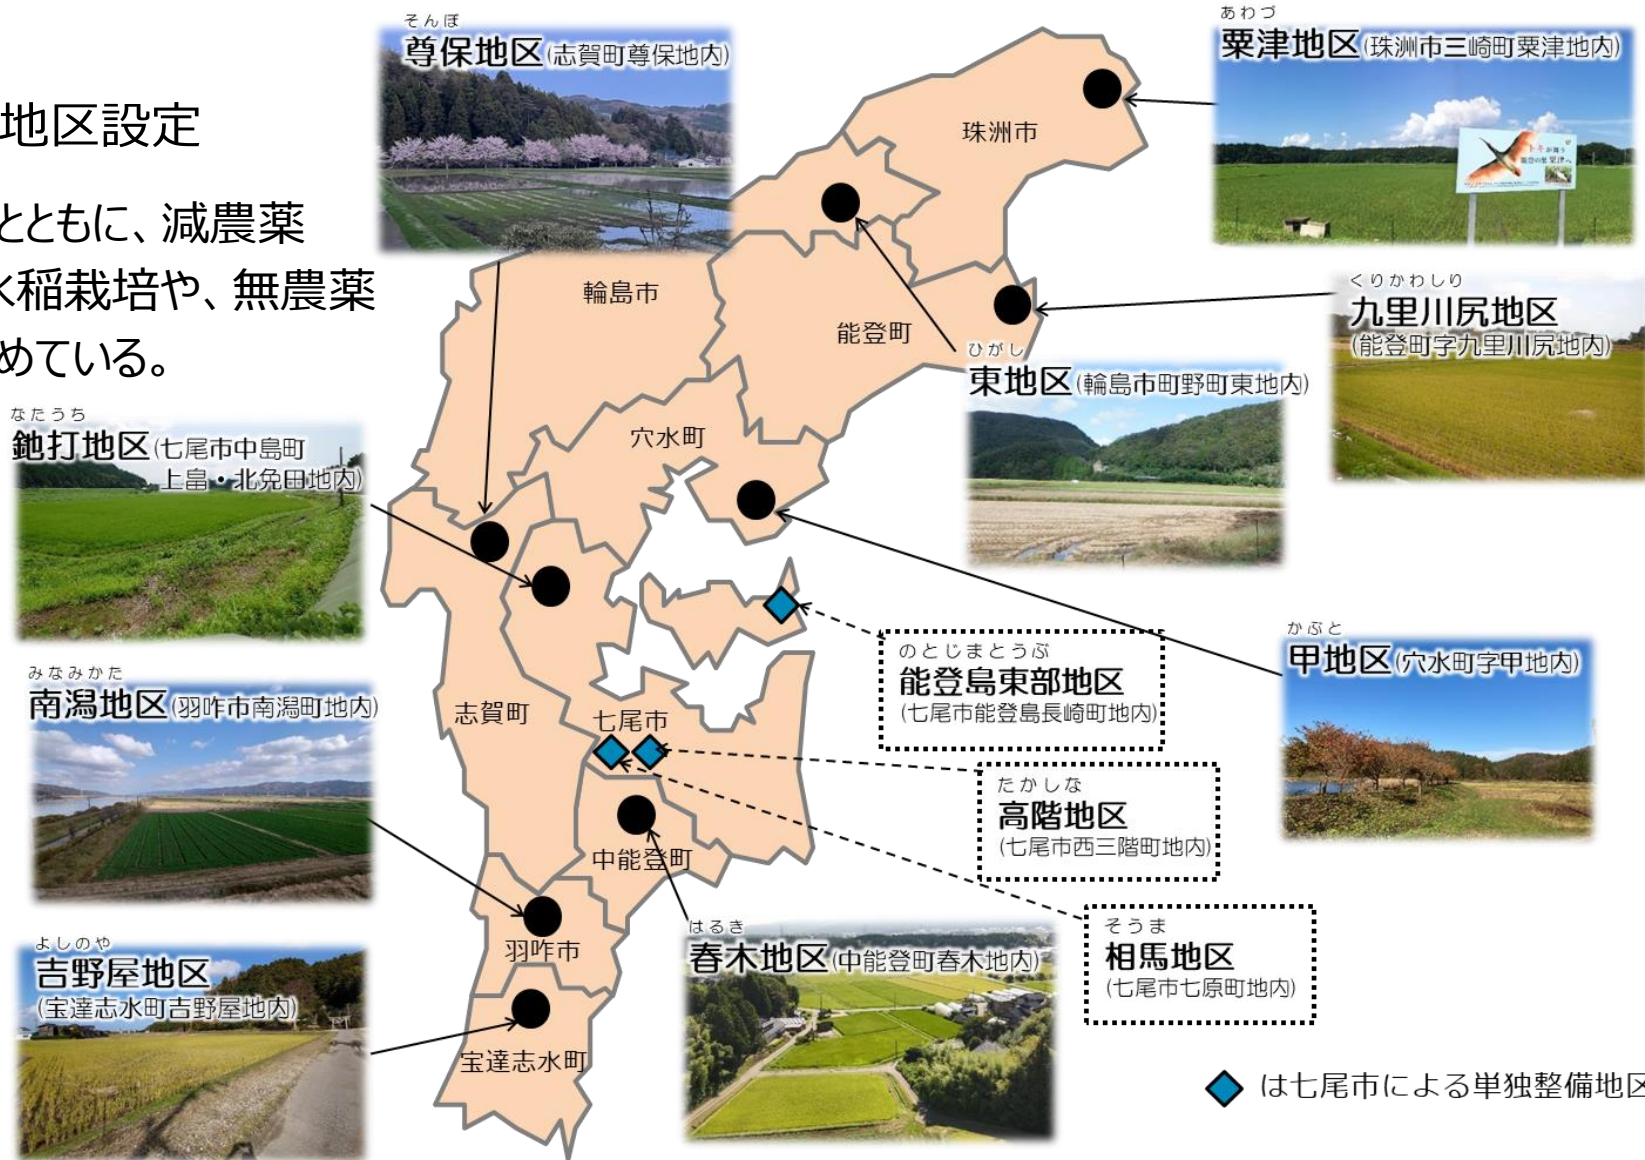 地区設定
とともに、減農薬
水稲栽培や、無農薬
めている。
そんぼ
尊保地区(志賀町尊保地内)
あわづ
粟津地区(珠洲市三崎町粟津地内)
トキが舞う
能登の里 粟津へ
珠洲市
輪島市
能登町
くりかわしり
九里川尻地区
(能登町字九里川尻地内)
ひがし
東地区(輪島市町野町東地内)
なたうち
釶打地区(七尾市中島町
上畠・北免田地内)
穴水町
のとじまとうぶ
能登島東部地区
(七尾市能登島長崎町地内)
かぶと
甲地区(穴水町字甲地内)
みなみかた
南潟地区(羽咋市南潟町地内)
志賀町
七尾市
たかしな
高階地区
(七尾市西三階町地内)
中能登町
そうま
相馬地区
(七尾市七原町地内)
はるき
春木地区(中能登町春木地内)
羽咋市
よしのや
吉野屋地区
(宝達志水町吉野屋地内)
宝達志水町
は七尾市による単独整備地区